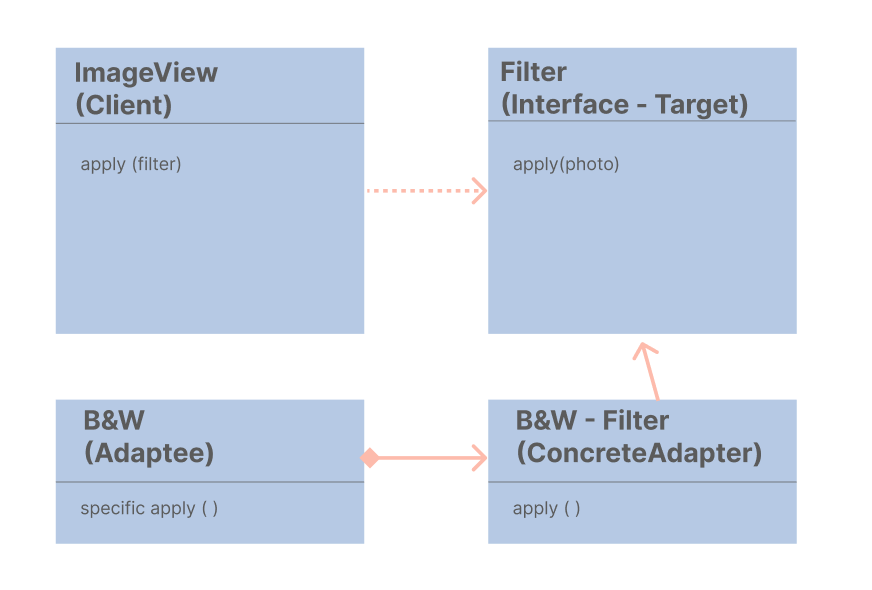 ImageView
(Client)
apply (filter)
Filter
(Interface - Target)
apply(photo)
B&W
(Adaptee)
specific apply ( )
B&W - Filter
(ConcreteAdapter)
apply ( )